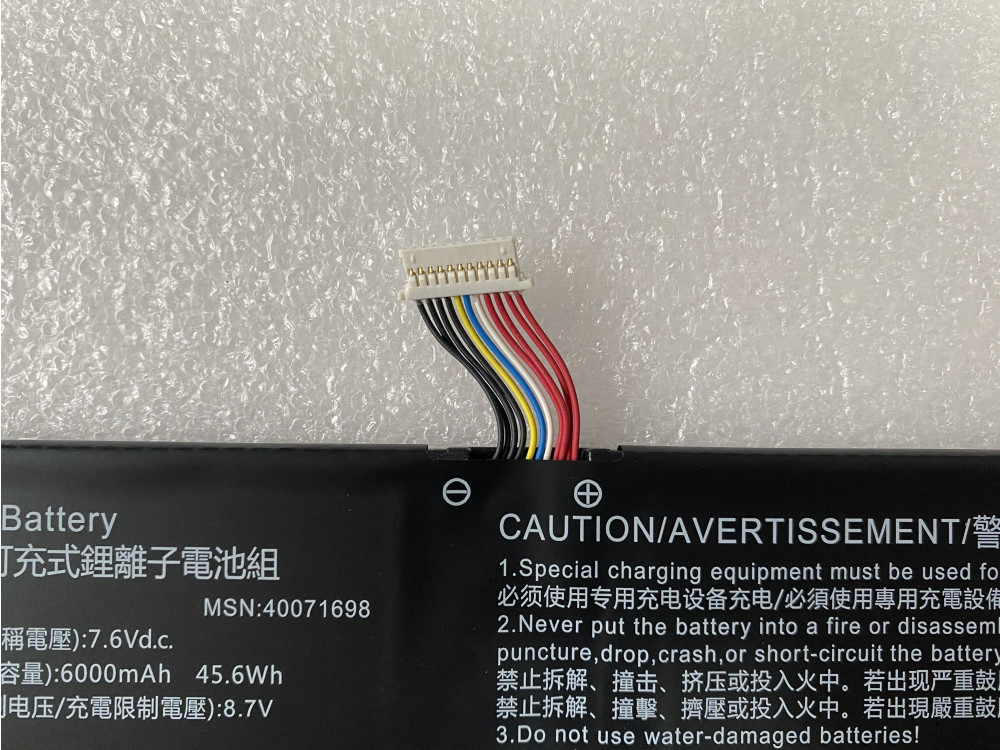 Battery
充式鋰離子電池組
MSN:40071698
稱電壓):7.6Vd.c.
容量):6000mAh 45.6Wh
电压/充電限制電壓):8.7V
⊖ ⊕
CAUTION/AVERTISSEMENT/警
1.Special charging equipment must be used fo
必须使用专用充电设备充电/必須使用專用充電設備
2.Never put the battery into a fire or disassem
puncture,drop,crash,or short-circuit the battery
禁止拆解、撞击、挤压或投入火中。若出现严重鼓
禁止拆解、撞擊、擠壓或投入火中。若出現嚴重鼓
3.Do not use water-damaged batteries!